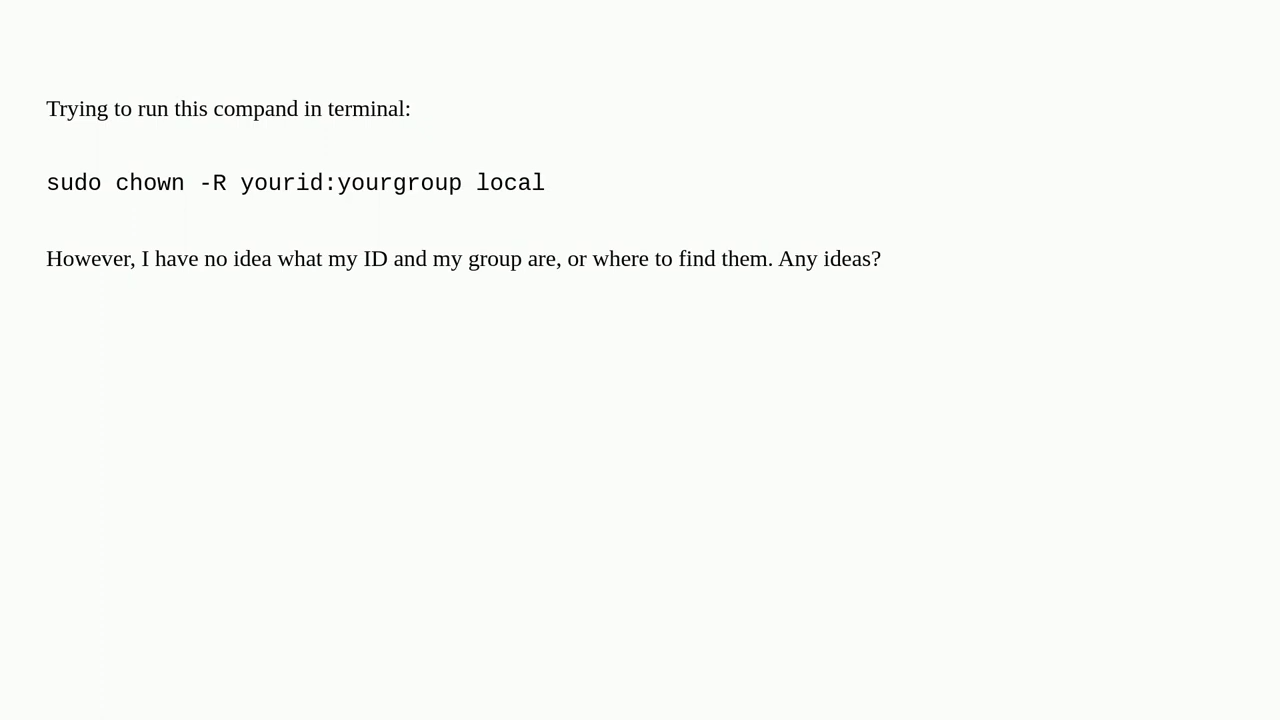 Trying to run this compand in terminal:
sudo chown -R yourid:yourgroup local
However, I have no idea what my ID and my group are, or where to find them. Any ideas?